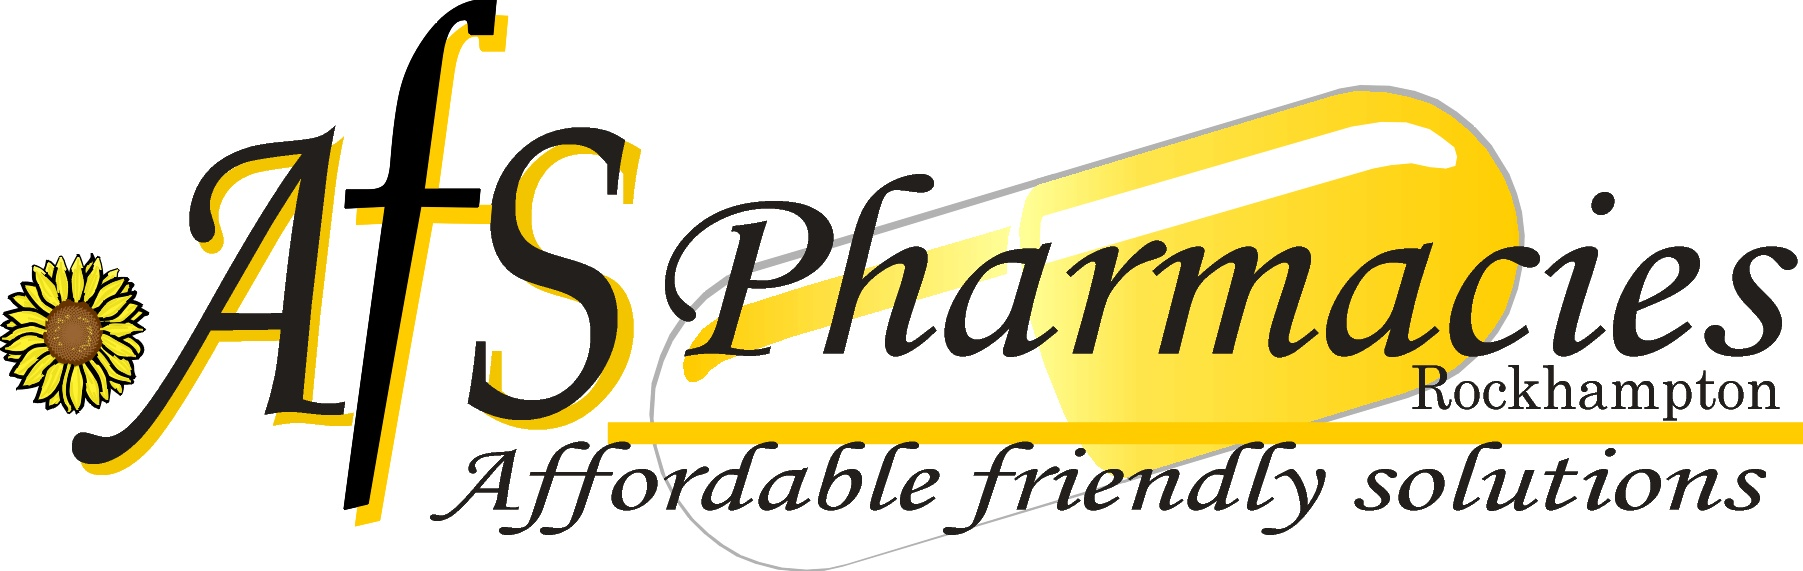 AfS Pharmacies
Rockhampton
Affordable friendly solutions